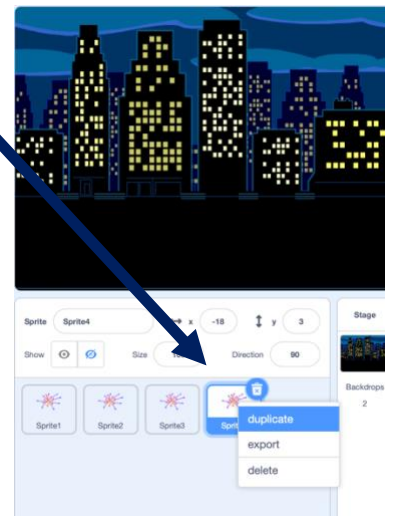 Sprite Sprite4 x -18 y 3
Show Size Direction 90
Stage
Backdrops
2
Sprite1 Sprite2 Sprite3
duplicate
export
delete